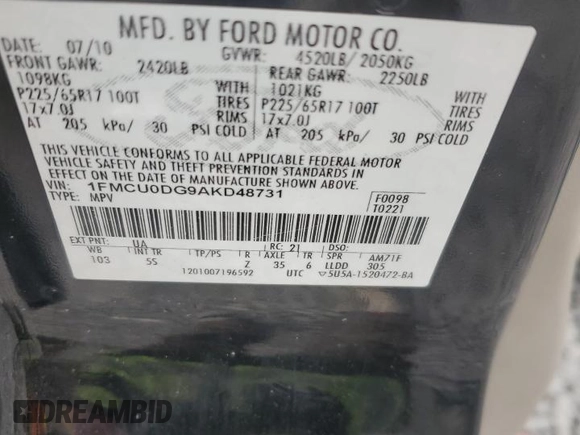 MFD. BY FORD MOTOR CO.
DATE: 07/10 GVWR: 4520LB/ 2050KG
FRONT GAWR: 2420LB REAR GAWR: 2250LB
1098KG WITH 1021KG WITH
P225/65R17 100T TIRES P225/65R17 100T TIRES
17x7.0J RIMS 17x7.0J RIMS
AT 205 kPa/ 30 PSI COLD AT 205 kPa/ 30 PSI COLD
THIS VEHICLE CONFORMS TO ALL APPLICABLE FEDERAL MOTOR
VEHICLE SAFETY AND THEFT PREVENTION STANDARDS IN
EFFECT ON THE DATE OF MANUFACTURE SHOWN ABOVE.
VIN: 1FMCU0DG9AKD48731 F0098
TYPE: MPV T0221
EXT PNT: UA RC: 21 DSO:
WB INT TR TP/PS R AXLE TR SPR AM71F
103 5S Z 35 6 LLDD 305
1201007196592 UTC 5U5A-1520472-BA
DREAMBID